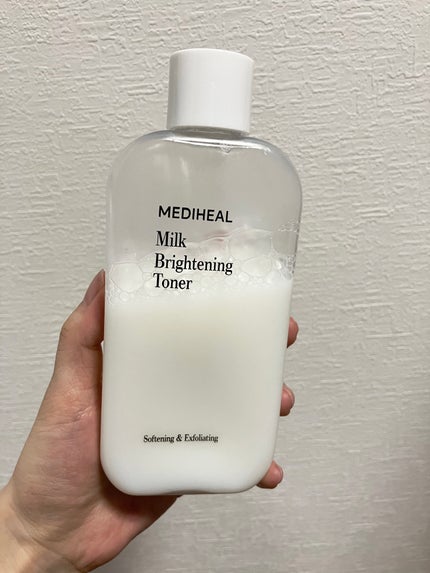 MEDIHEAL
Milk
Brightening
Toner
Softening & Exfoliating